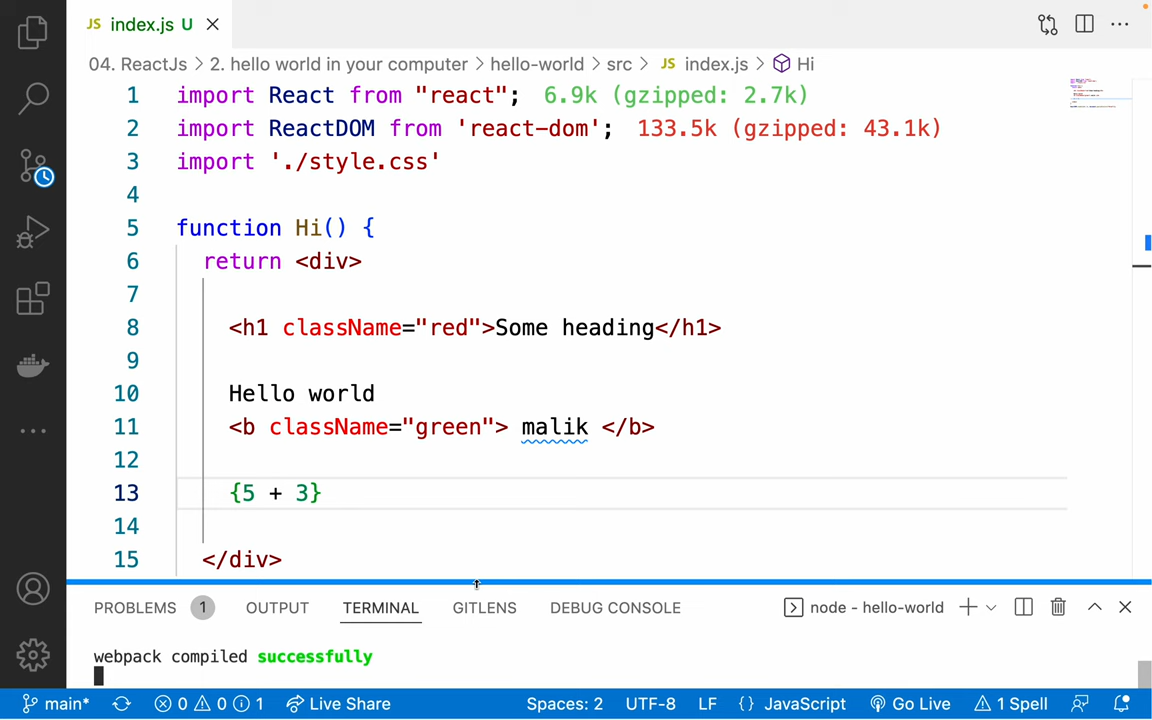 JS index.js U
04. ReactJs > 2. hello world in your computer > hello-world > src > JS index.js > Hi
1 import React from "react"; 6.9k (gzipped: 2.7k)
2 import ReactDOM from 'react-dom'; 133.5k (gzipped: 43.1k)
3 import './style.css'
4
5 function Hi() {
6 return <div>
7
8 <h1 className="red">Some heading</h1>
9
10 Hello world
11 <b className="green"> malik </b>
12
13 {5 + 3}
14
15 </div>
PROBLEMS 1 OUTPUT TERMINAL GITLENS DEBUG CONSOLE node - hello-world
webpack compiled successfully
main* 0 0 1 Live Share Spaces: 2 UTF-8 LF {} JavaScript Go Live 1 Spell